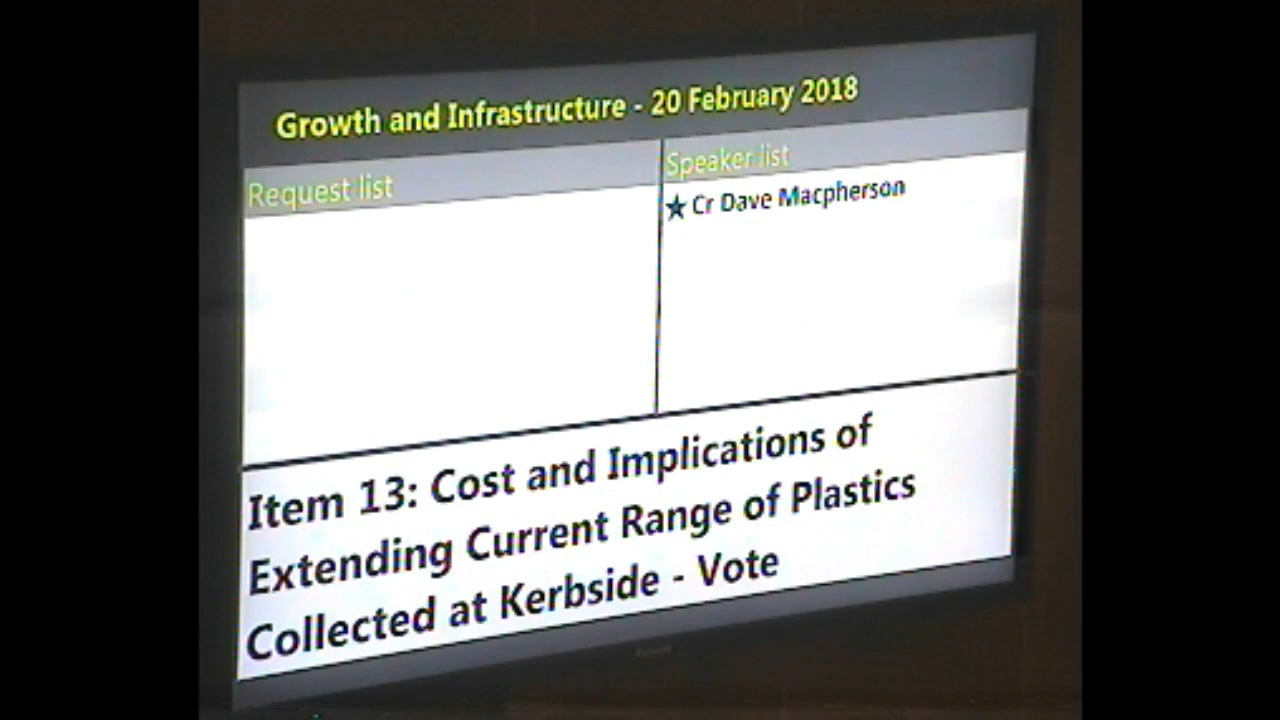 Growth and Infrastructure - 20 February 2018
Request list
Speaker list
★ Cr Dave Macpherson
Item 13: Cost and Implications of
Extending Current Range of Plastics
Collected at Kerbside - Vote